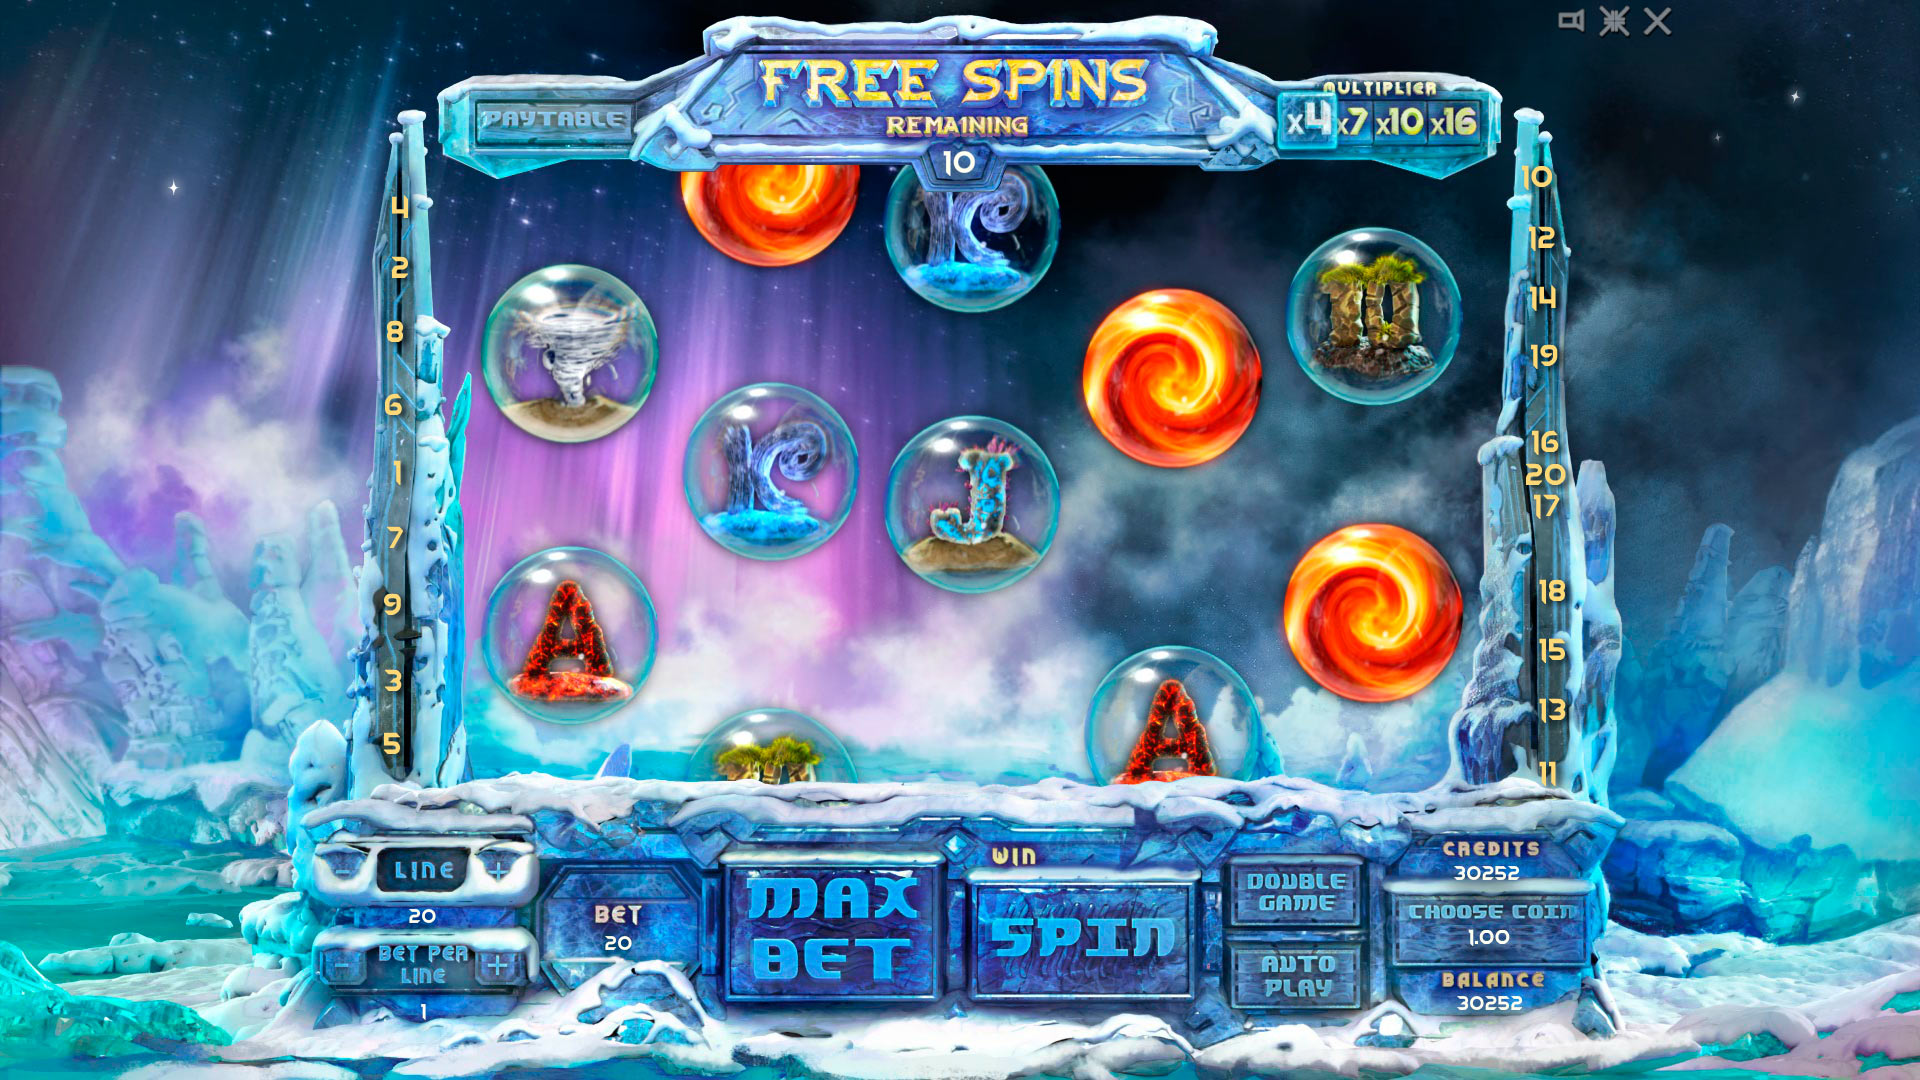 FREE SPINS
REMAINING
10
PAYTABLE
MULTIPLIER
x4 x7 x10 x16
4
2
8
6
1
7
9
3
5
10
12
14
19
16
20
17
18
15
13
11
K
10
K
J
A
A
LINE
20
BET PER
LINE
1
BET
20
MAX
BET
WIN
SPIN
DOUBLE
GAME
AUTO
PLAY
CREDITS
30252
CHOOSE COIN
1.00
BALANCE
30252